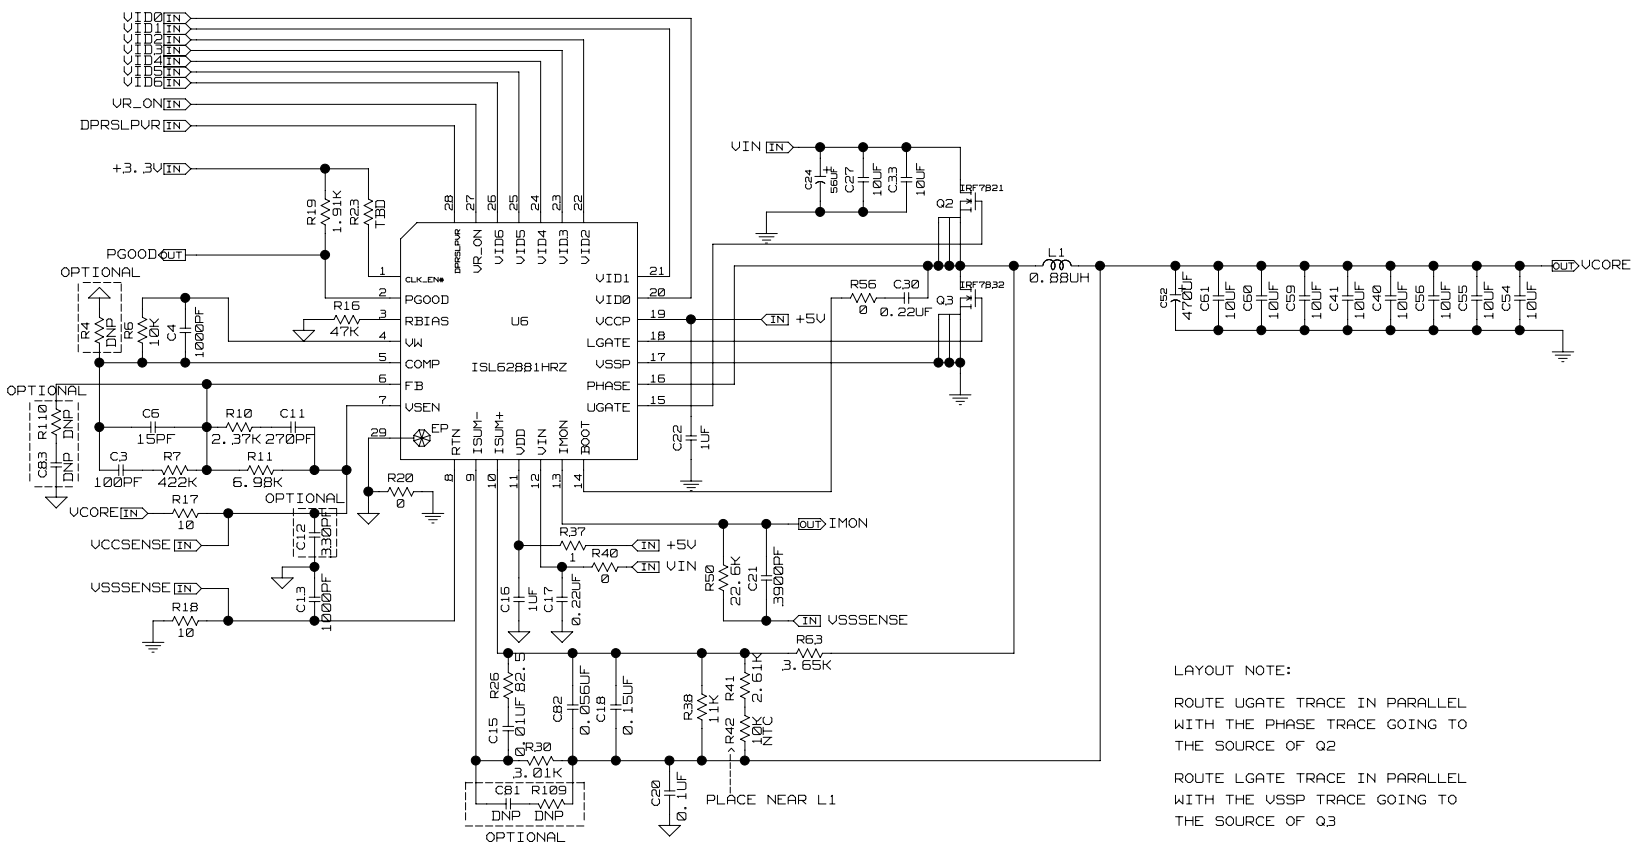 VID0 IN
VID1 IN
VID2 IN
VID3 IN
VID4 IN
VID5 IN
VID6 IN
VR_ON IN
DPRSLPVR IN
+3.3V IN
R19
1.91K
R23
TBD
PGOOD OUT
OPTIONAL
R4
DNP
R6
10K
C4
1000PF
R16
47K
28
27
26
25
24
23
22
DPRSLPVR
VR_ON
VID6
VID5
VID4
VID3
VID2
1
CLK_EN#
2
PGOOD
3
RBIAS
4
VW
5
COMP
6
FB
7
VSEN
29
EP
U6
ISL62881HRZ
VID1
21
VID0
20
VCCP
19
LGATE
18
VSSP
17
PHASE
16
UGATE
15
RTN
ISUM-
ISUM+
VDD
VIN
IMON
BOOT
8
9
10
11
12
13
14
VIN IN
C24
56UF
C27
10UF
C33
10UF
IRF7821
Q2
R56
0
C30
0.22UF
IRF7832
Q3
L1
0.88UH
OUT VCORE
C52
470UF
C61
10UF
C60
10UF
C59
10UF
C41
10UF
C40
10UF
C56
10UF
C55
10UF
C54
10UF
IN +5V
C22
1UF
OPTIONAL
R110
DNP
C83
DNP
C6
15PF
R10
2.37K
C11
270PF
C3
100PF
R7
422K
R11
6.98K
R20
0
VCORE IN
R17
10
OPTIONAL
C12
330PF
VCCSENSE IN
VSSSENSE IN
C13
1000PF
R18
10
R37
1
IN +5V
R40
0
IN VIN
C16
1UF
C17
0.22UF
OUT IMON
R50
22.6K
C21
3900PF
IN VSSSENSE
R63
3.65K
R26
82.5
C15
0.01UF
C82
0.056UF
C18
0.15UF
R38
11K
R41
2.61K
R42
10K
NTC
R30
3.01K
C81
DNP
R109
DNP
OPTIONAL
C20
0.1UF
PLACE NEAR L1
LAYOUT NOTE:
ROUTE UGATE TRACE IN PARALLEL
WITH THE PHASE TRACE GOING TO
THE SOURCE OF Q2
ROUTE LGATE TRACE IN PARALLEL
WITH THE VSSP TRACE GOING TO
THE SOURCE OF Q3